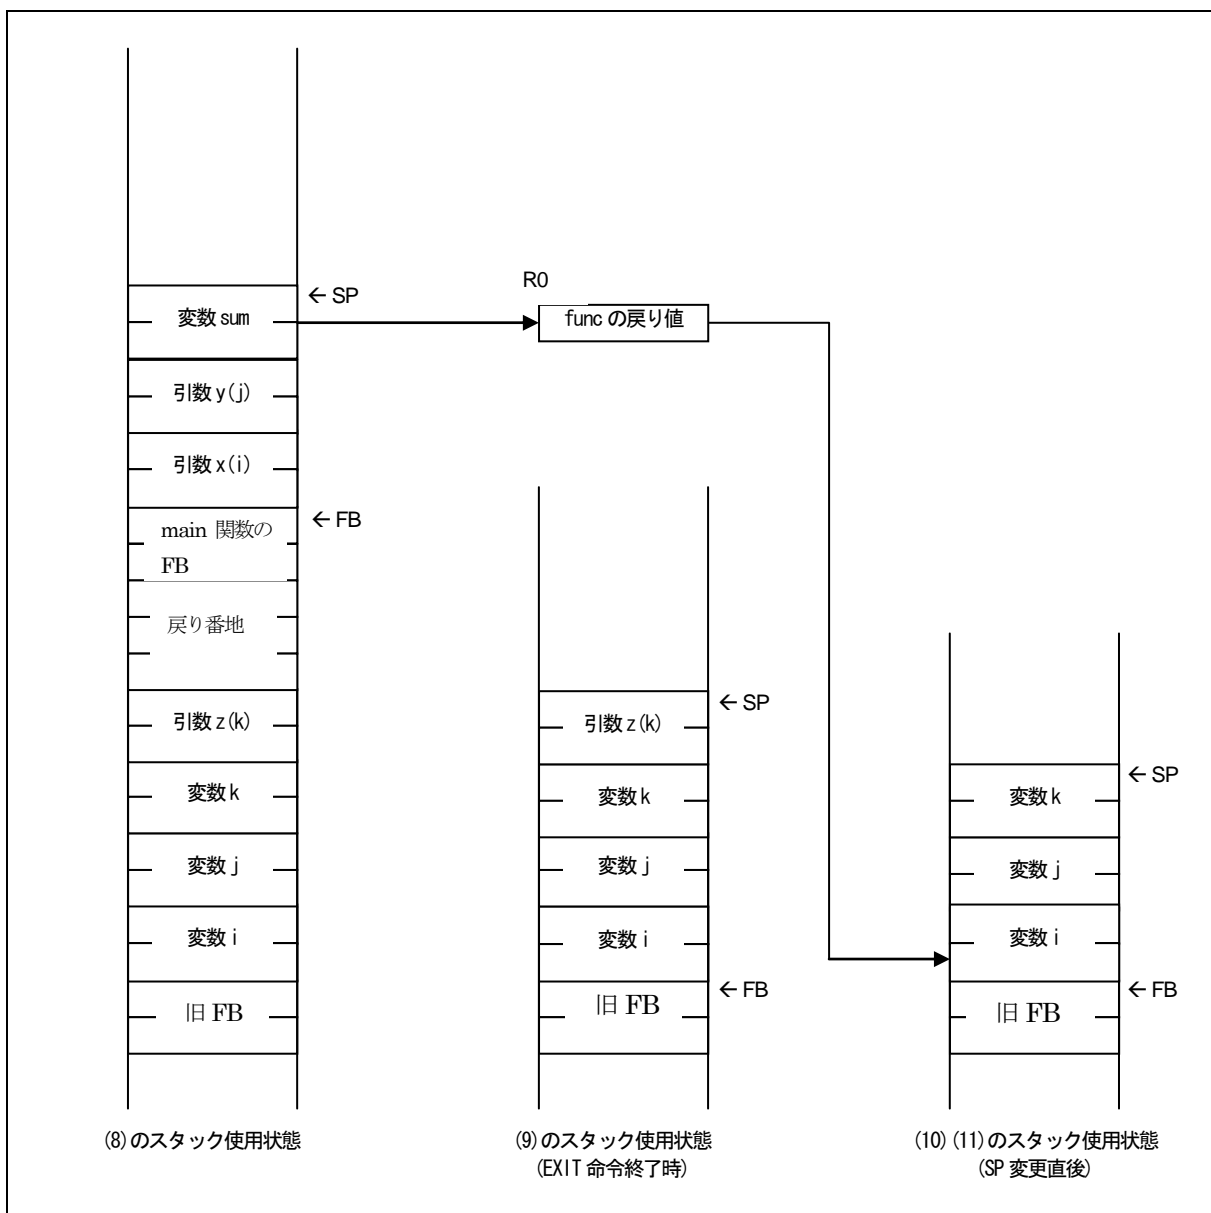 ← SP
変数 sum
引数 y(j)
引数 x(i)
← FB
main 関数の
FB
戻り番地
引数 z(k)
変数 k
変数 j
変数 i
旧 FB
(8)のスタック使用状態
R0
func の戻り値
← SP
引数 z(k)
変数 k
変数 j
変数 i
← FB
旧 FB
(9)のスタック使用状態
(EXIT 命令終了時)
← SP
変数 k
変数 j
変数 i
← FB
旧 FB
(10)(11)のスタック使用状態
(SP 変更直後)